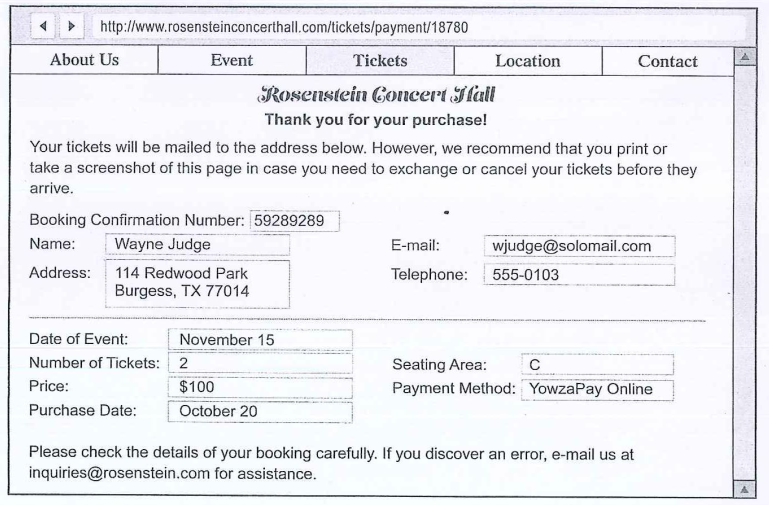 http://www.rosensteinconcerthall.com/tickets/payment/18780
About Us Event Tickets Location Contact
Rosenstein Concert Hall
Thank you for your purchase!
Your tickets will be mailed to the address below. However, we recommend that you print or
take a screenshot of this page in case you need to exchange or cancel your tickets before they
arrive.
Booking Confirmation Number: 59289289
Name: Wayne Judge E-mail: wjudge@solomail.com
Address: 114 Redwood Park Telephone: 555-0103
Burgess, TX 77014
Date of Event: November 15
Number of Tickets: 2 Seating Area: C
Price: $100 Payment Method: YowzaPay Online
Purchase Date: October 20
Please check the details of your booking carefully. If you discover an error, e-mail us at
inquiries@rosenstein.com for assistance.